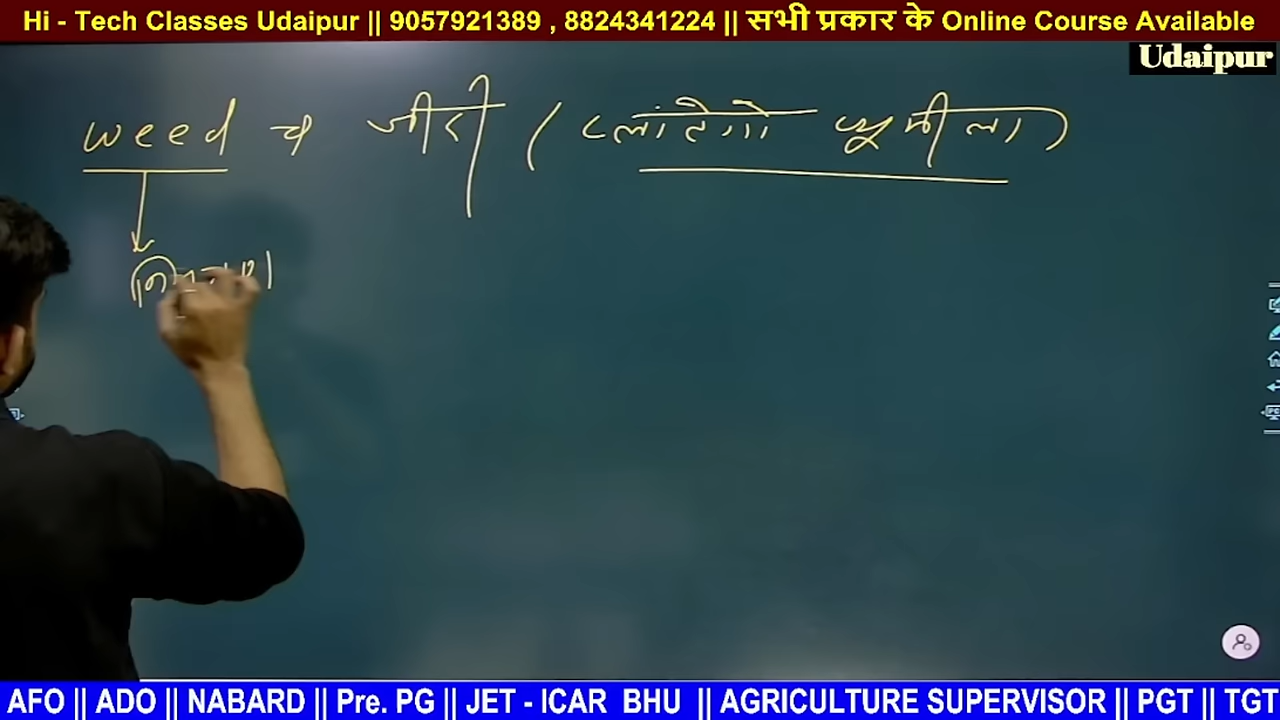 Hi - Tech Classes Udaipur || 9057921389 , 8824341224 || सभी प्रकार के Online Course Available
Udaipur
weed ⇒ जीरी (प्लांटेगो
AFO || ADO || NABARD || Pre. PG || JET - ICAR BHU || AGRICULTURE SUPERVISOR || PGT || TGT